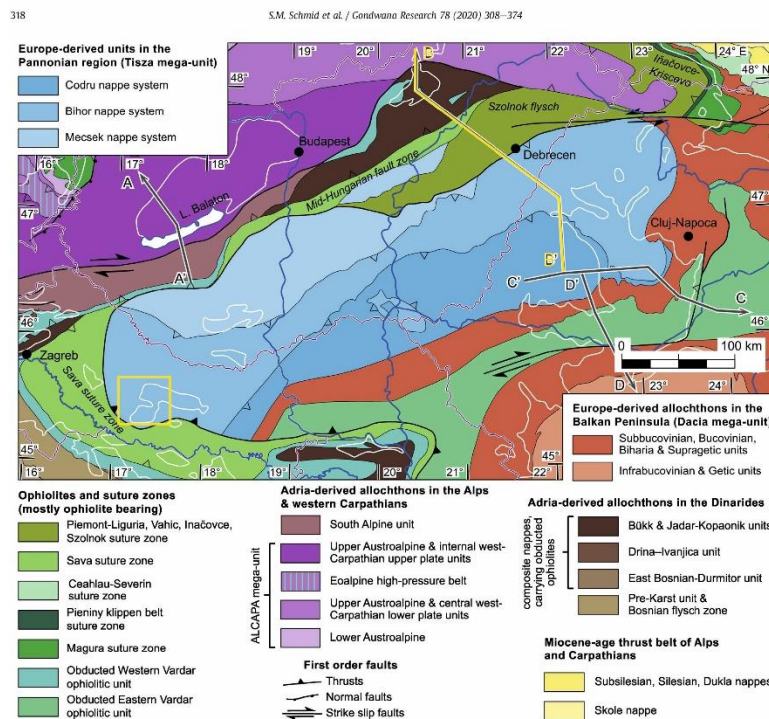 318
S.M. Schmid et al. / Gondwana Research 78 (2020) 308–374
Europe-derived units in the
Pannonian region (Tisza mega-unit)
Codru nappe system
Bihor nappe system
Mecsek nappe system
19°
20°
21°
22°
23°
24° E
48° N
48°
B
Iňačovce-
Kriscevo
Szolnok flysch
Budapest
Debrecen
16°
17°
18°
A
L. Balaton
Mid-Hungarian fault zone
47°
47°
Cluj-Napoca
A'
B'
C'
D'
C
46°
46°
0
100 km
Zagreb
Sava suture zone
D
23°
24°
45°
45
16°
17°
18°
19°
20°
21°
22°
Europe-derived allochthons in the
Balkan Peninsula (Dacia mega-unit)
Subbucovinian, Bucovinian,
Biharia & Supragetic units
Infrabucovinian & Getic units
Ophiolites and suture zones
(mostly ophiolite bearing)
Piemont-Liguria, Vahic, Inačovce,
Szolnok suture zone
Sava suture zone
Ceahlau-Severin
suture zone
Pieniny klippen belt
suture zone
Magura suture zone
Obducted Western Vardar
ophiolitic unit
Obducted Eastern Vardar
ophiolitic unit
Adria-derived allochthons in the Alps
& western Carpathians
South Alpine unit
ALCAPA mega-unit
Upper Austroalpine & internal west-
Carpathian upper plate units
Eoalpine high-pressure belt
Upper Austroalpine & central west-
Carpathian lower plate units
Lower Austroalpine
First order faults
Thrusts
Normal faults
Strike slip faults
Adria-derived allochthons in the Dinarides
composite nappes,
carrying obducted
ophiolites
Bükk & Jadar-Kopaonik units
Drina–Ivanjica unit
East Bosnian-Durmitor unit
Pre-Karst unit &
Bosnian flysch zone
Miocene-age thrust belt of Alps
and Carpathians
Subsilesian, Silesian, Dukla nappes
Skole nappe